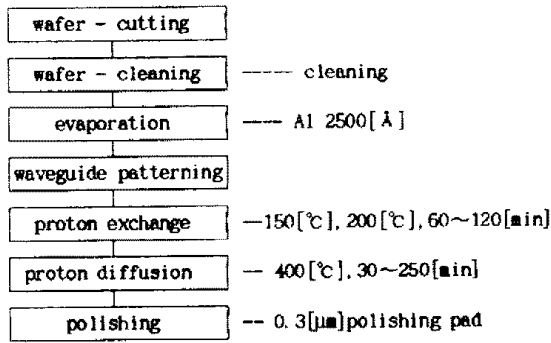 wafer - cutting
wafer - cleaning ----- cleaning
evaporation --- Al 2500[Å]
waveguide patterning
proton exchange —150[℃], 200[℃], 60~120[min]
proton diffusion -- 400[℃], 30~250[min]
polishing -- 0.3[㎛]polishing pad